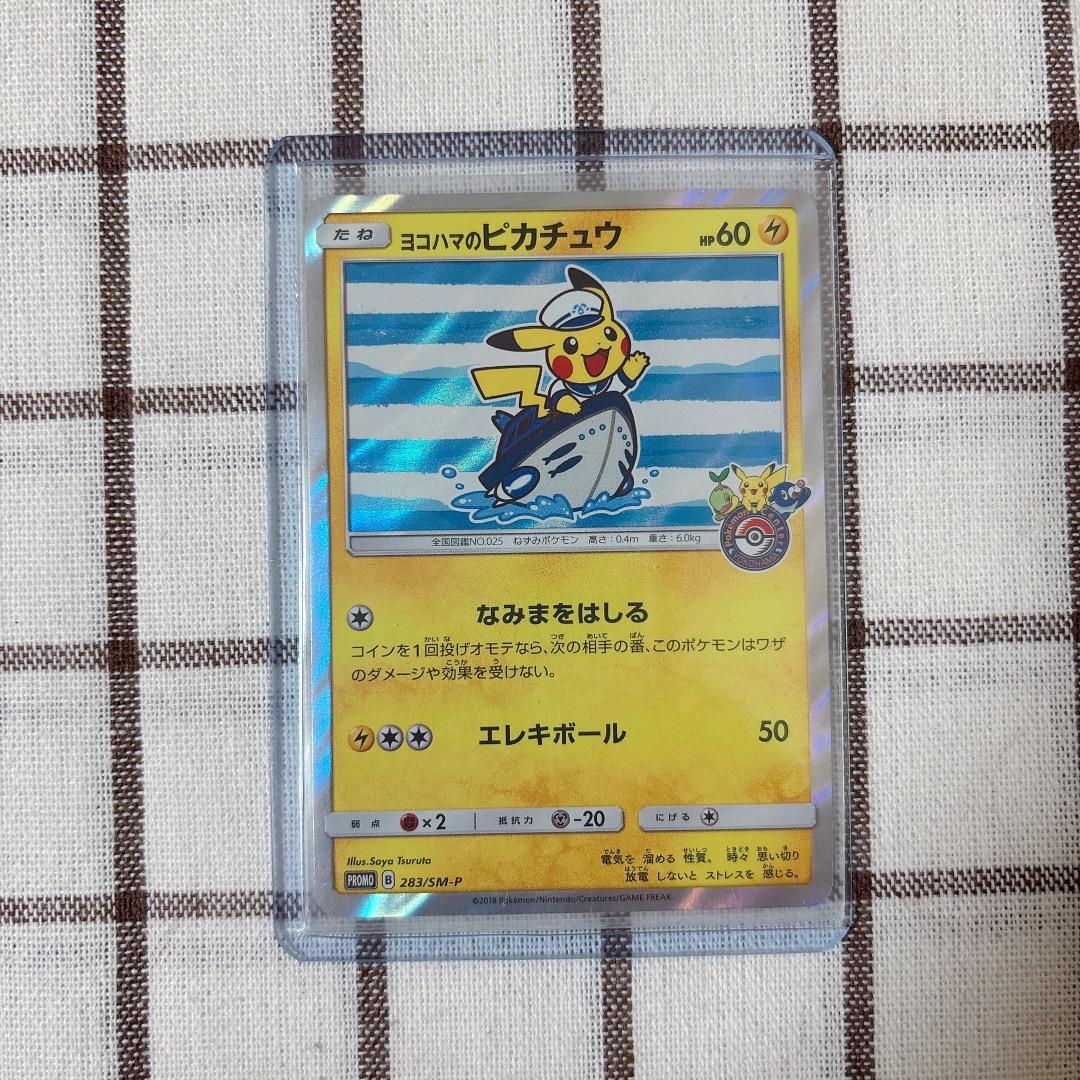 たね ヨコハマのピカチュウ HP60
Pokémon Center
YOKOHAMA
全国図鑑NO.025 ねずみポケモン 高さ：0.4m 重さ：6.0kg
なみまをはしる
コインを1回投げオモテなら、次の相手の番、このポケモンはワザ
のダメージや効果を受けない。
エレキボール 50
弱点 ×2 抵抗力 -20 にげる
Illus.Saya Tsuruta
電気を 溜める 性質。 時々 思い切り
放電 しないと ストレスを 感じる。
PROMO B 283/SM-P
©2018 Pokémon/Nintendo/Creatures/GAME FREAK.